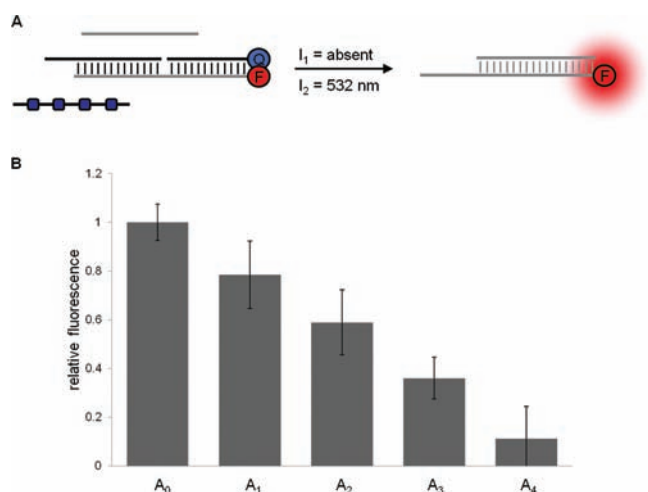 A
Q
F
I₁ = absent
I₂ = 532 nm
F
B
1.2
1
0.8
0.6
0.4
0.2
0
relative fluorescence
A₀ A₁ A₂ A₃ A₄